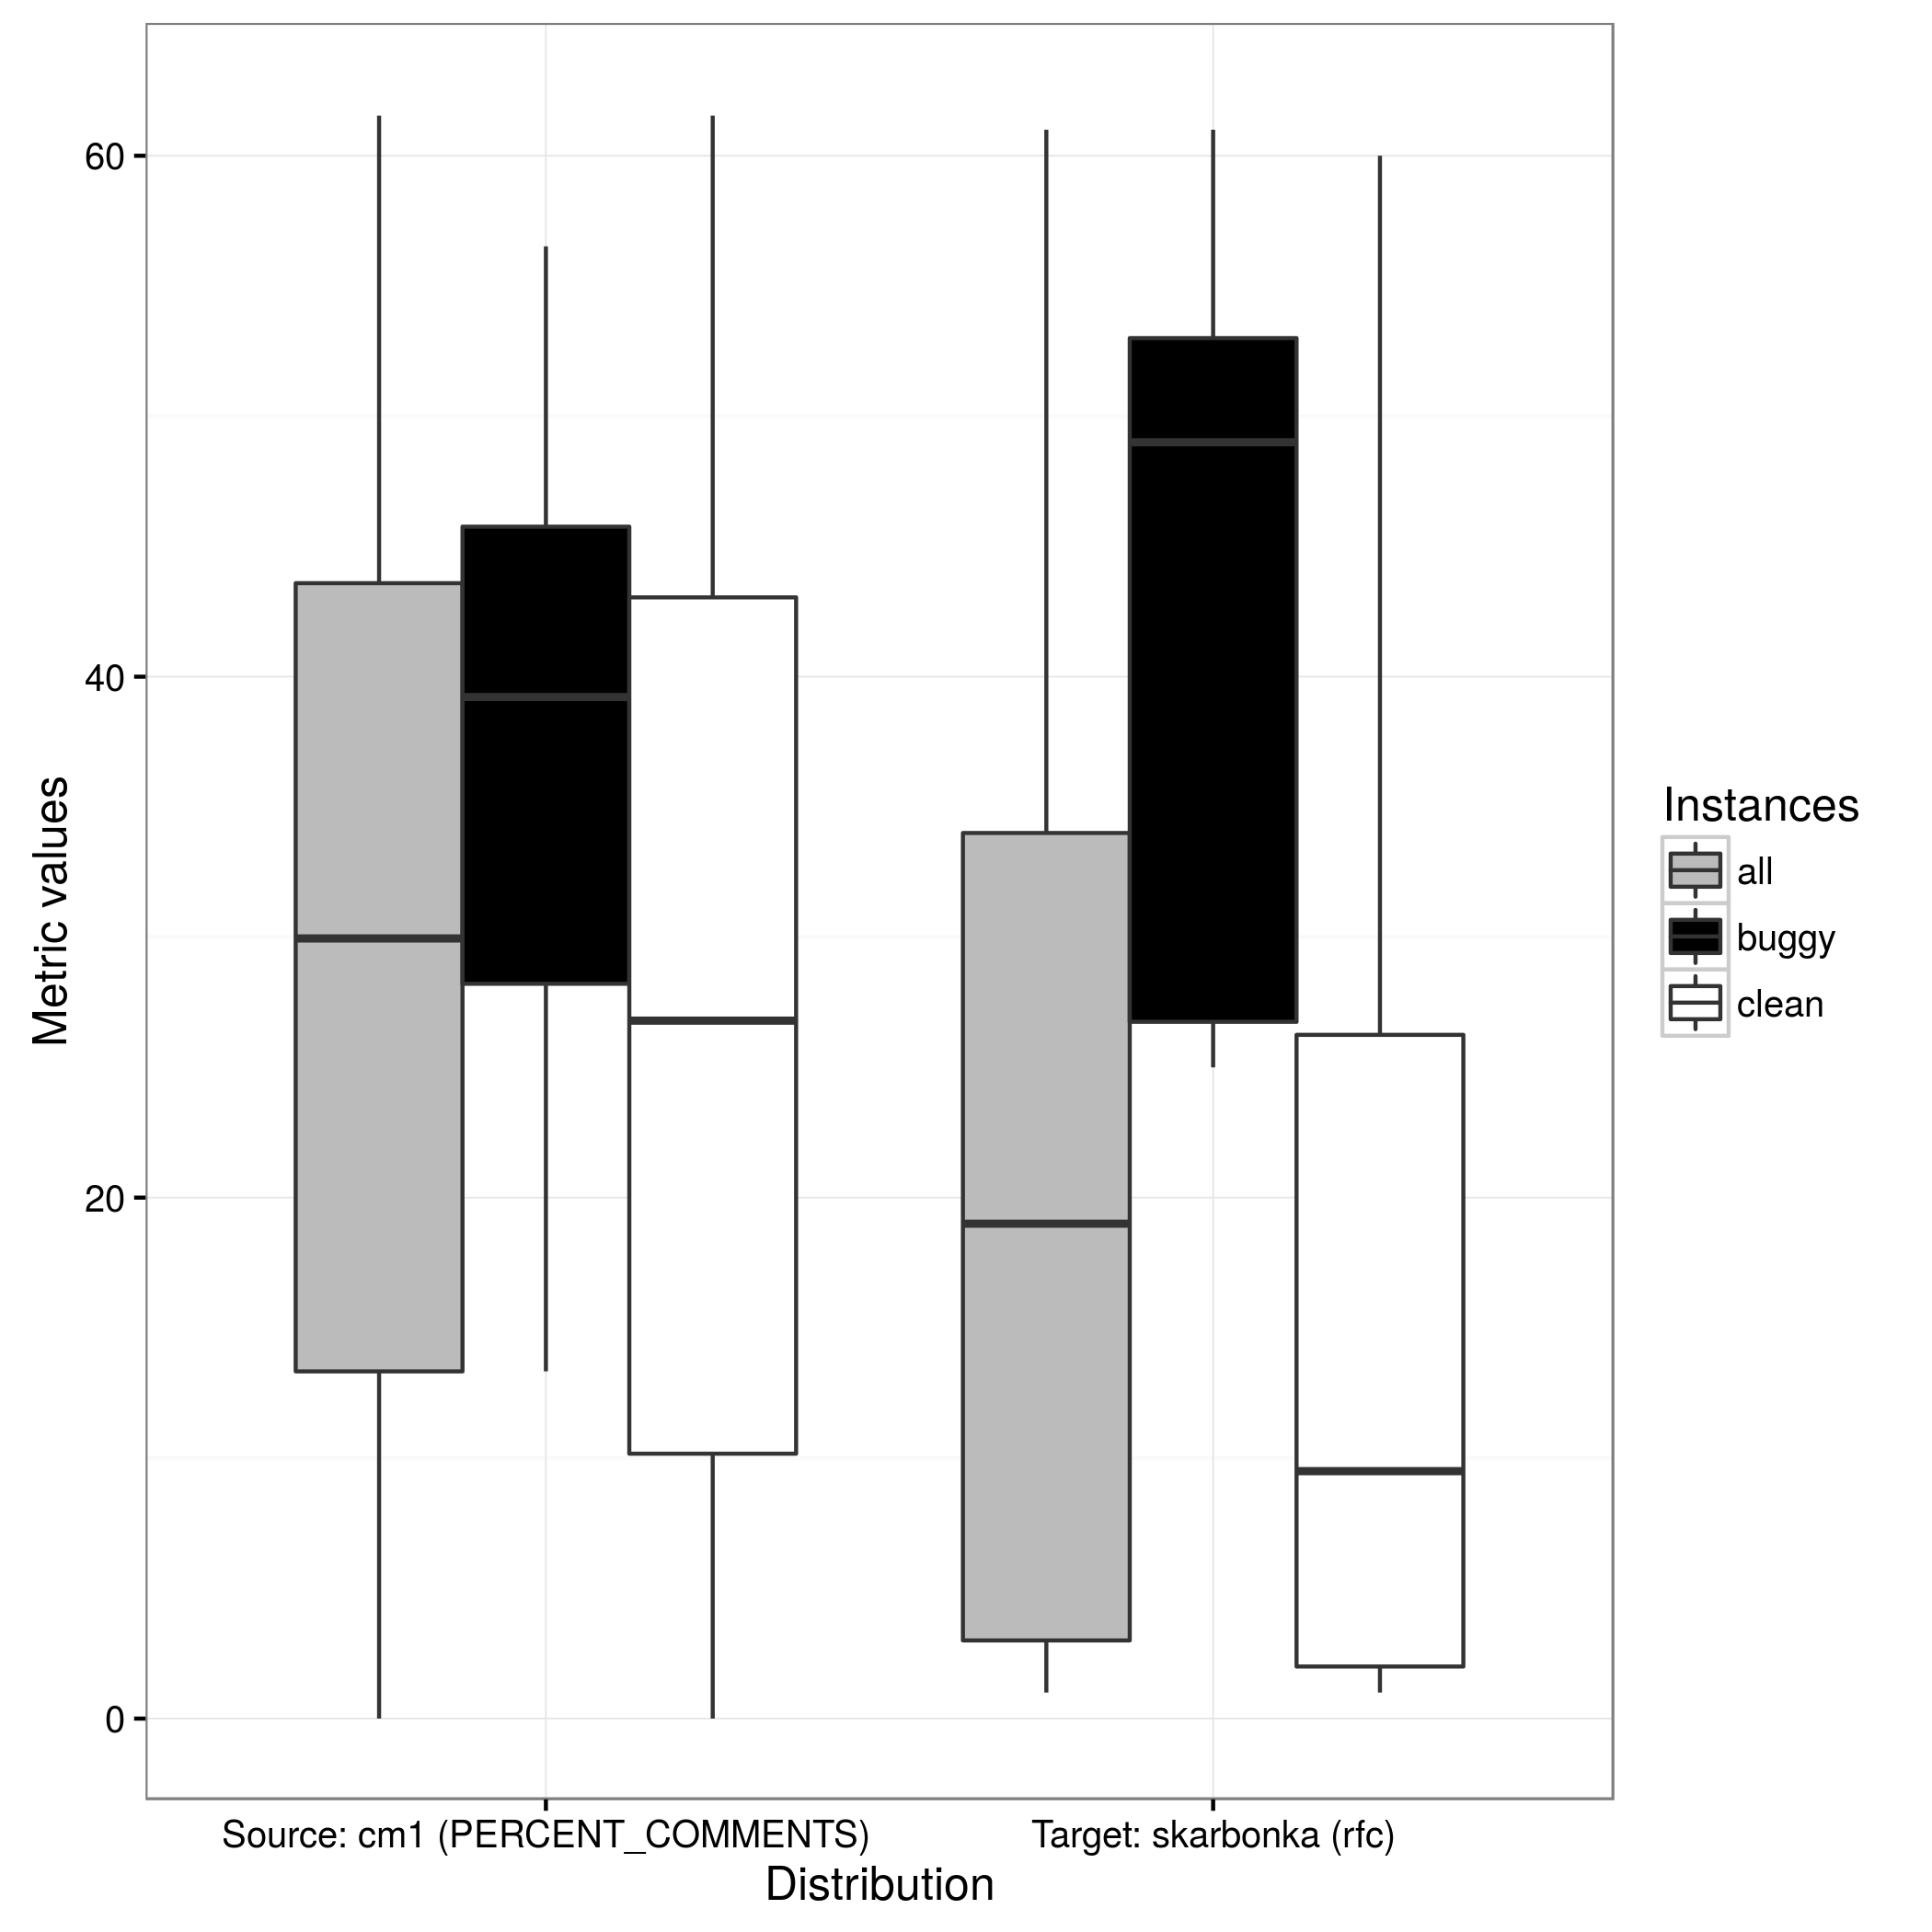 Metric values
60
40
20
0
Source: cm1 (PERCENT_COMMENTS)
Target: skarbonka (rfc)
Distribution
Instances
all
buggy
clean